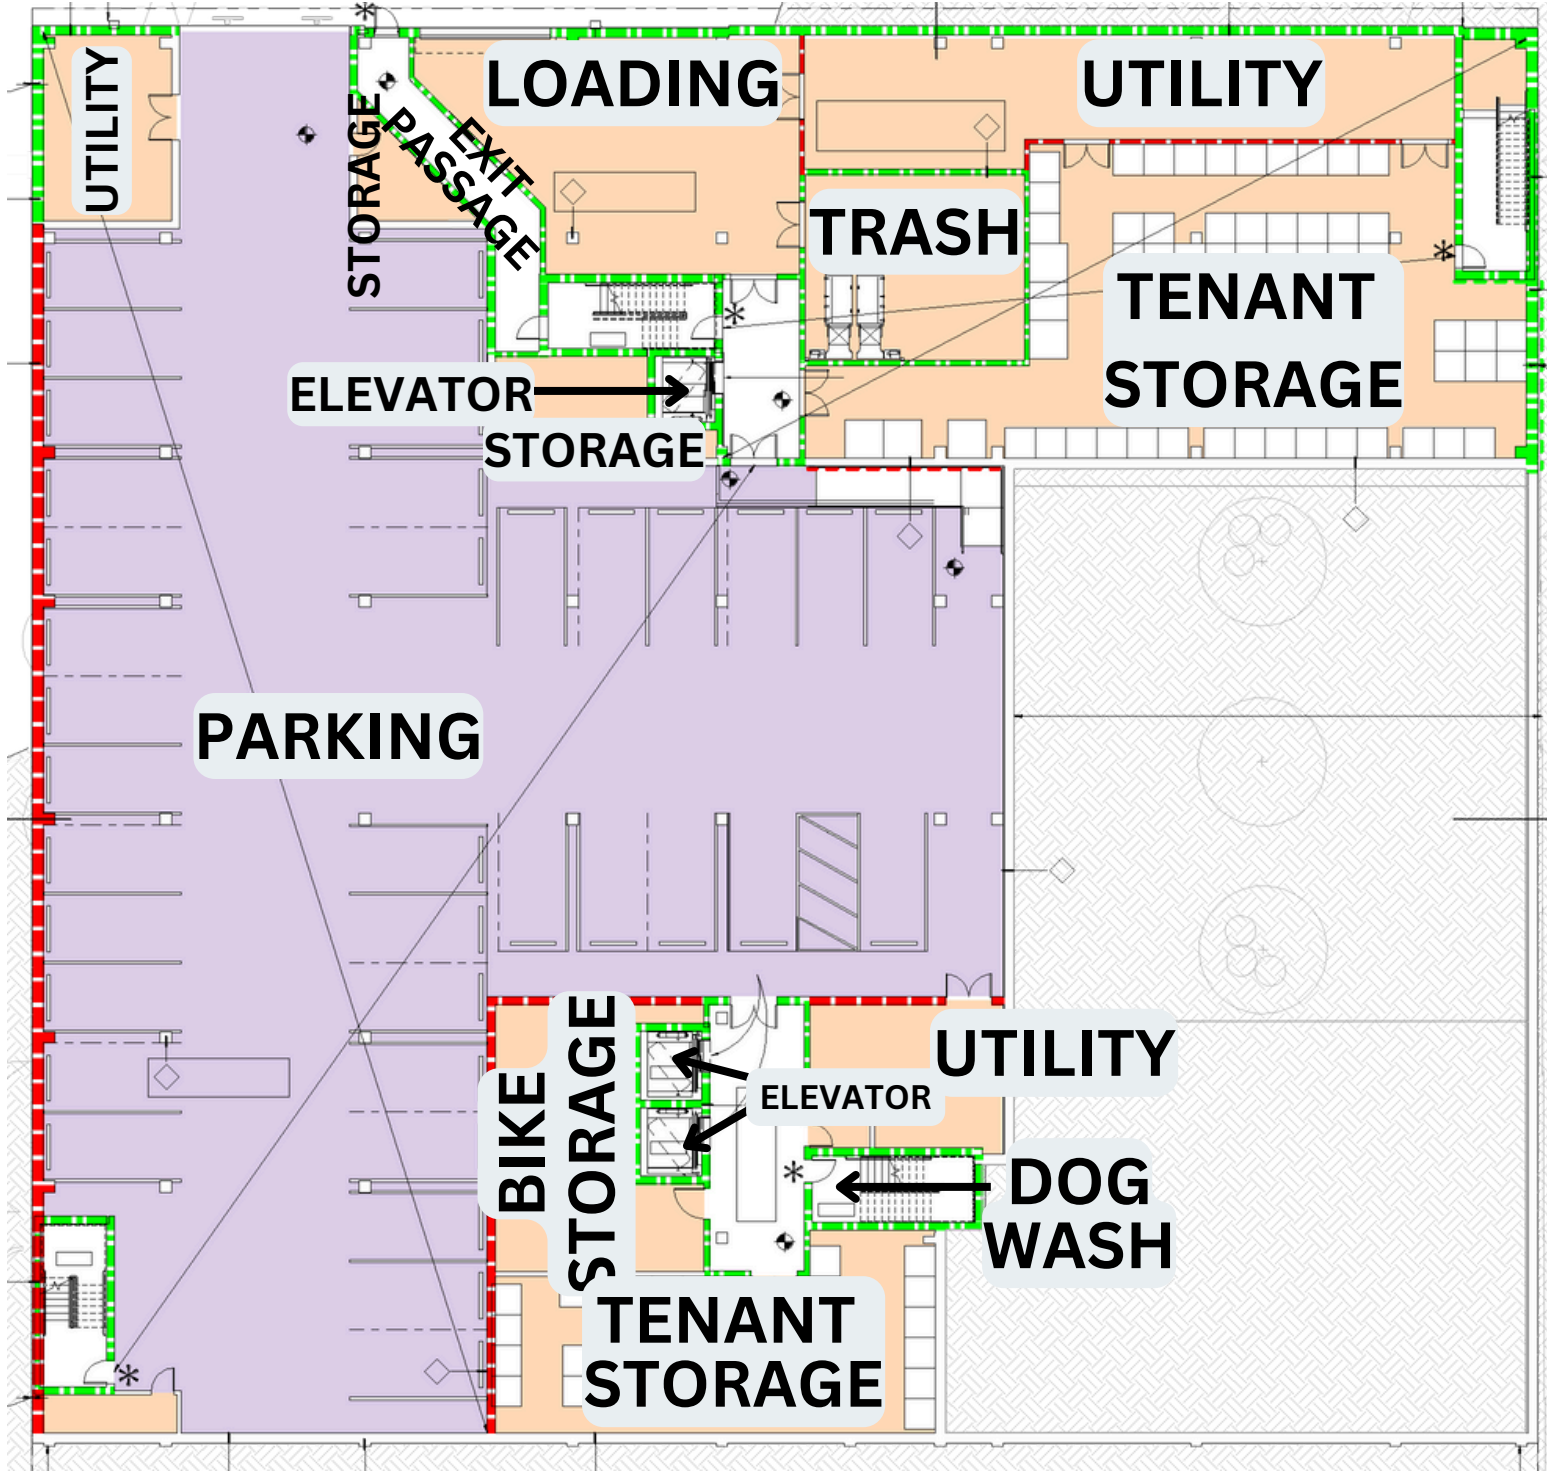 UTILITY
STORAGE
EXIT
PASSAGE
LOADING
UTILITY
TRASH
TENANT
STORAGE
ELEVATOR
STORAGE
PARKING
BIKE
STORAGE
ELEVATOR
UTILITY
DOG
WASH
TENANT
STORAGE